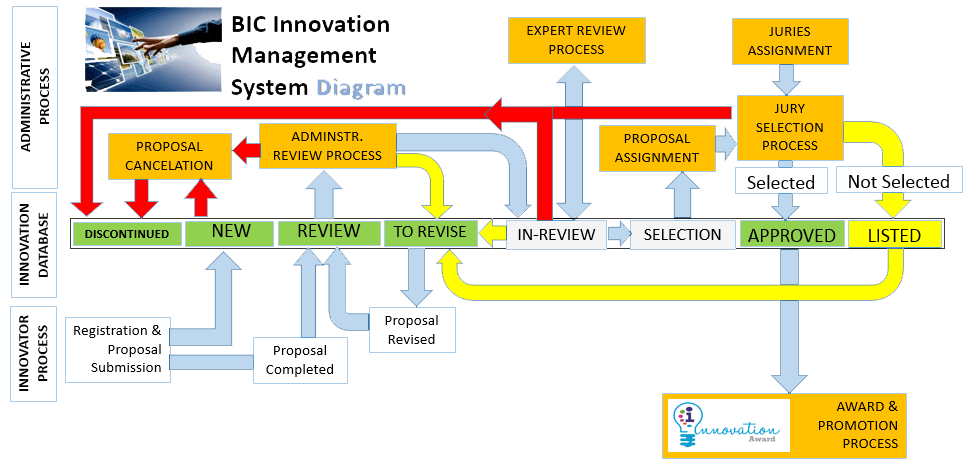 BIC Innovation
Management
System Diagram
ADMINISTRATIVE
PROCESS
EXPERT REVIEW
PROCESS
JURIES
ASSIGNMENT
PROPOSAL
CANCELATION
ADMINSTR.
REVIEW PROCESS
PROPOSAL
ASSIGNMENT
JURY
SELECTION
PROCESS
Selected
Not Selected
INNOVATION
DATABASE
DISCONTINUED
NEW
REVIEW
TO REVISE
IN-REVIEW
SELECTION
APPROVED
LISTED
INNOVATOR
PROCESS
Registration &
Proposal
Submission
Proposal
Completed
Proposal
Revised
i
innovation
Award
AWARD &
PROMOTION
PROCESS